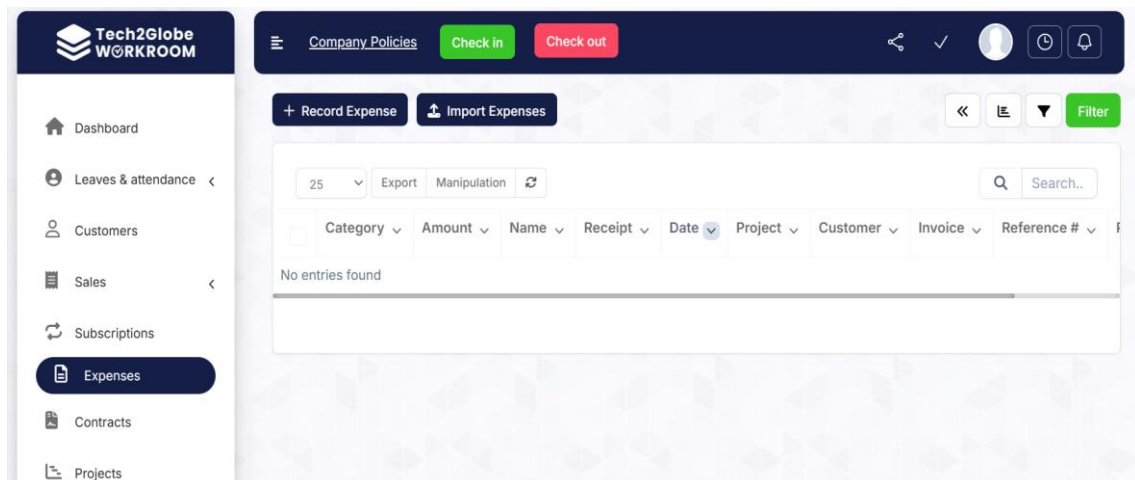 Tech2Globe
WORKROOM
Company Policies
Check in
Check out
Dashboard
Leaves & attendance
Customers
Sales
Subscriptions
Expenses
Contracts
Projects
+ Record Expense
Import Expenses
Filter
25
Export
Manipulation
Search..
Category
Amount
Name
Receipt
Date
Project
Customer
Invoice
Reference #
No entries found